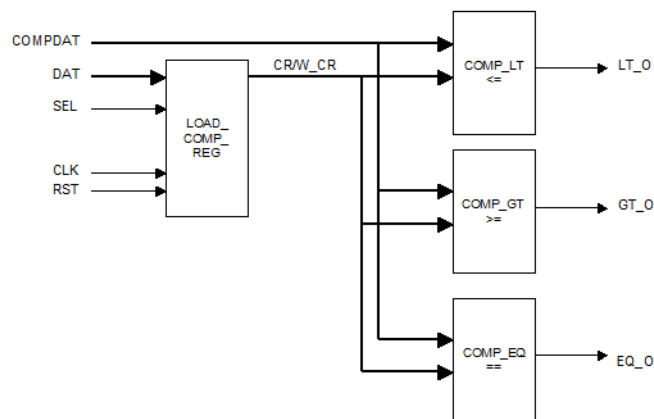 COMPDAT
DAT
SEL
CLK
RST
LOAD_
COMP_
REG
CR/W_CR
COMP_LT
<=
LT_O
COMP_GT
>=
GT_O
COMP_EQ
==
EQ_O